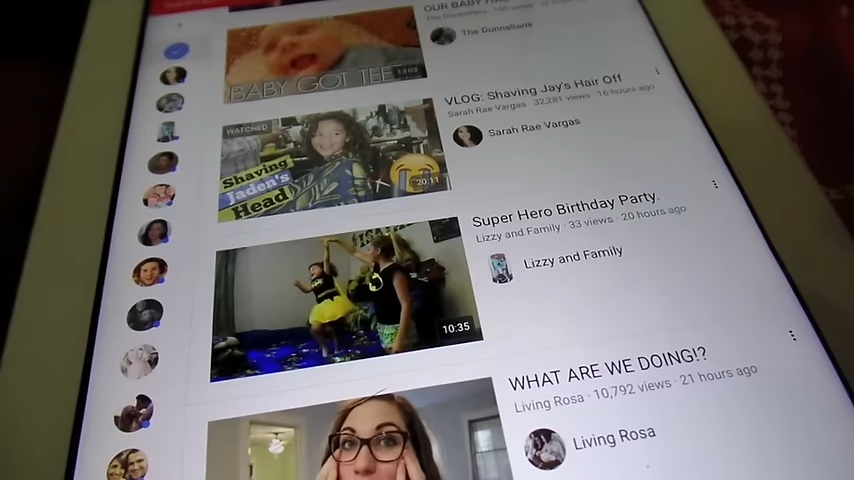 OUR BABY HAS
The Donnellans
BABY GOT TEE
13:03
VLOG: Shaving Jay's Hair Off
Sarah Rae Vargas · 32,281 views · 16 hours ago
Sarah Rae Vargas
WATCHED
Shaving
Jaden's
Head
20:11
Super Hero Birthday Party.
Lizzy and Family · 33 views · 20 hours ago
Lizzy and Family
10:35
WHAT ARE WE DOING!?
Living Rosa · 10,792 views · 21 hours ago
Living Rosa